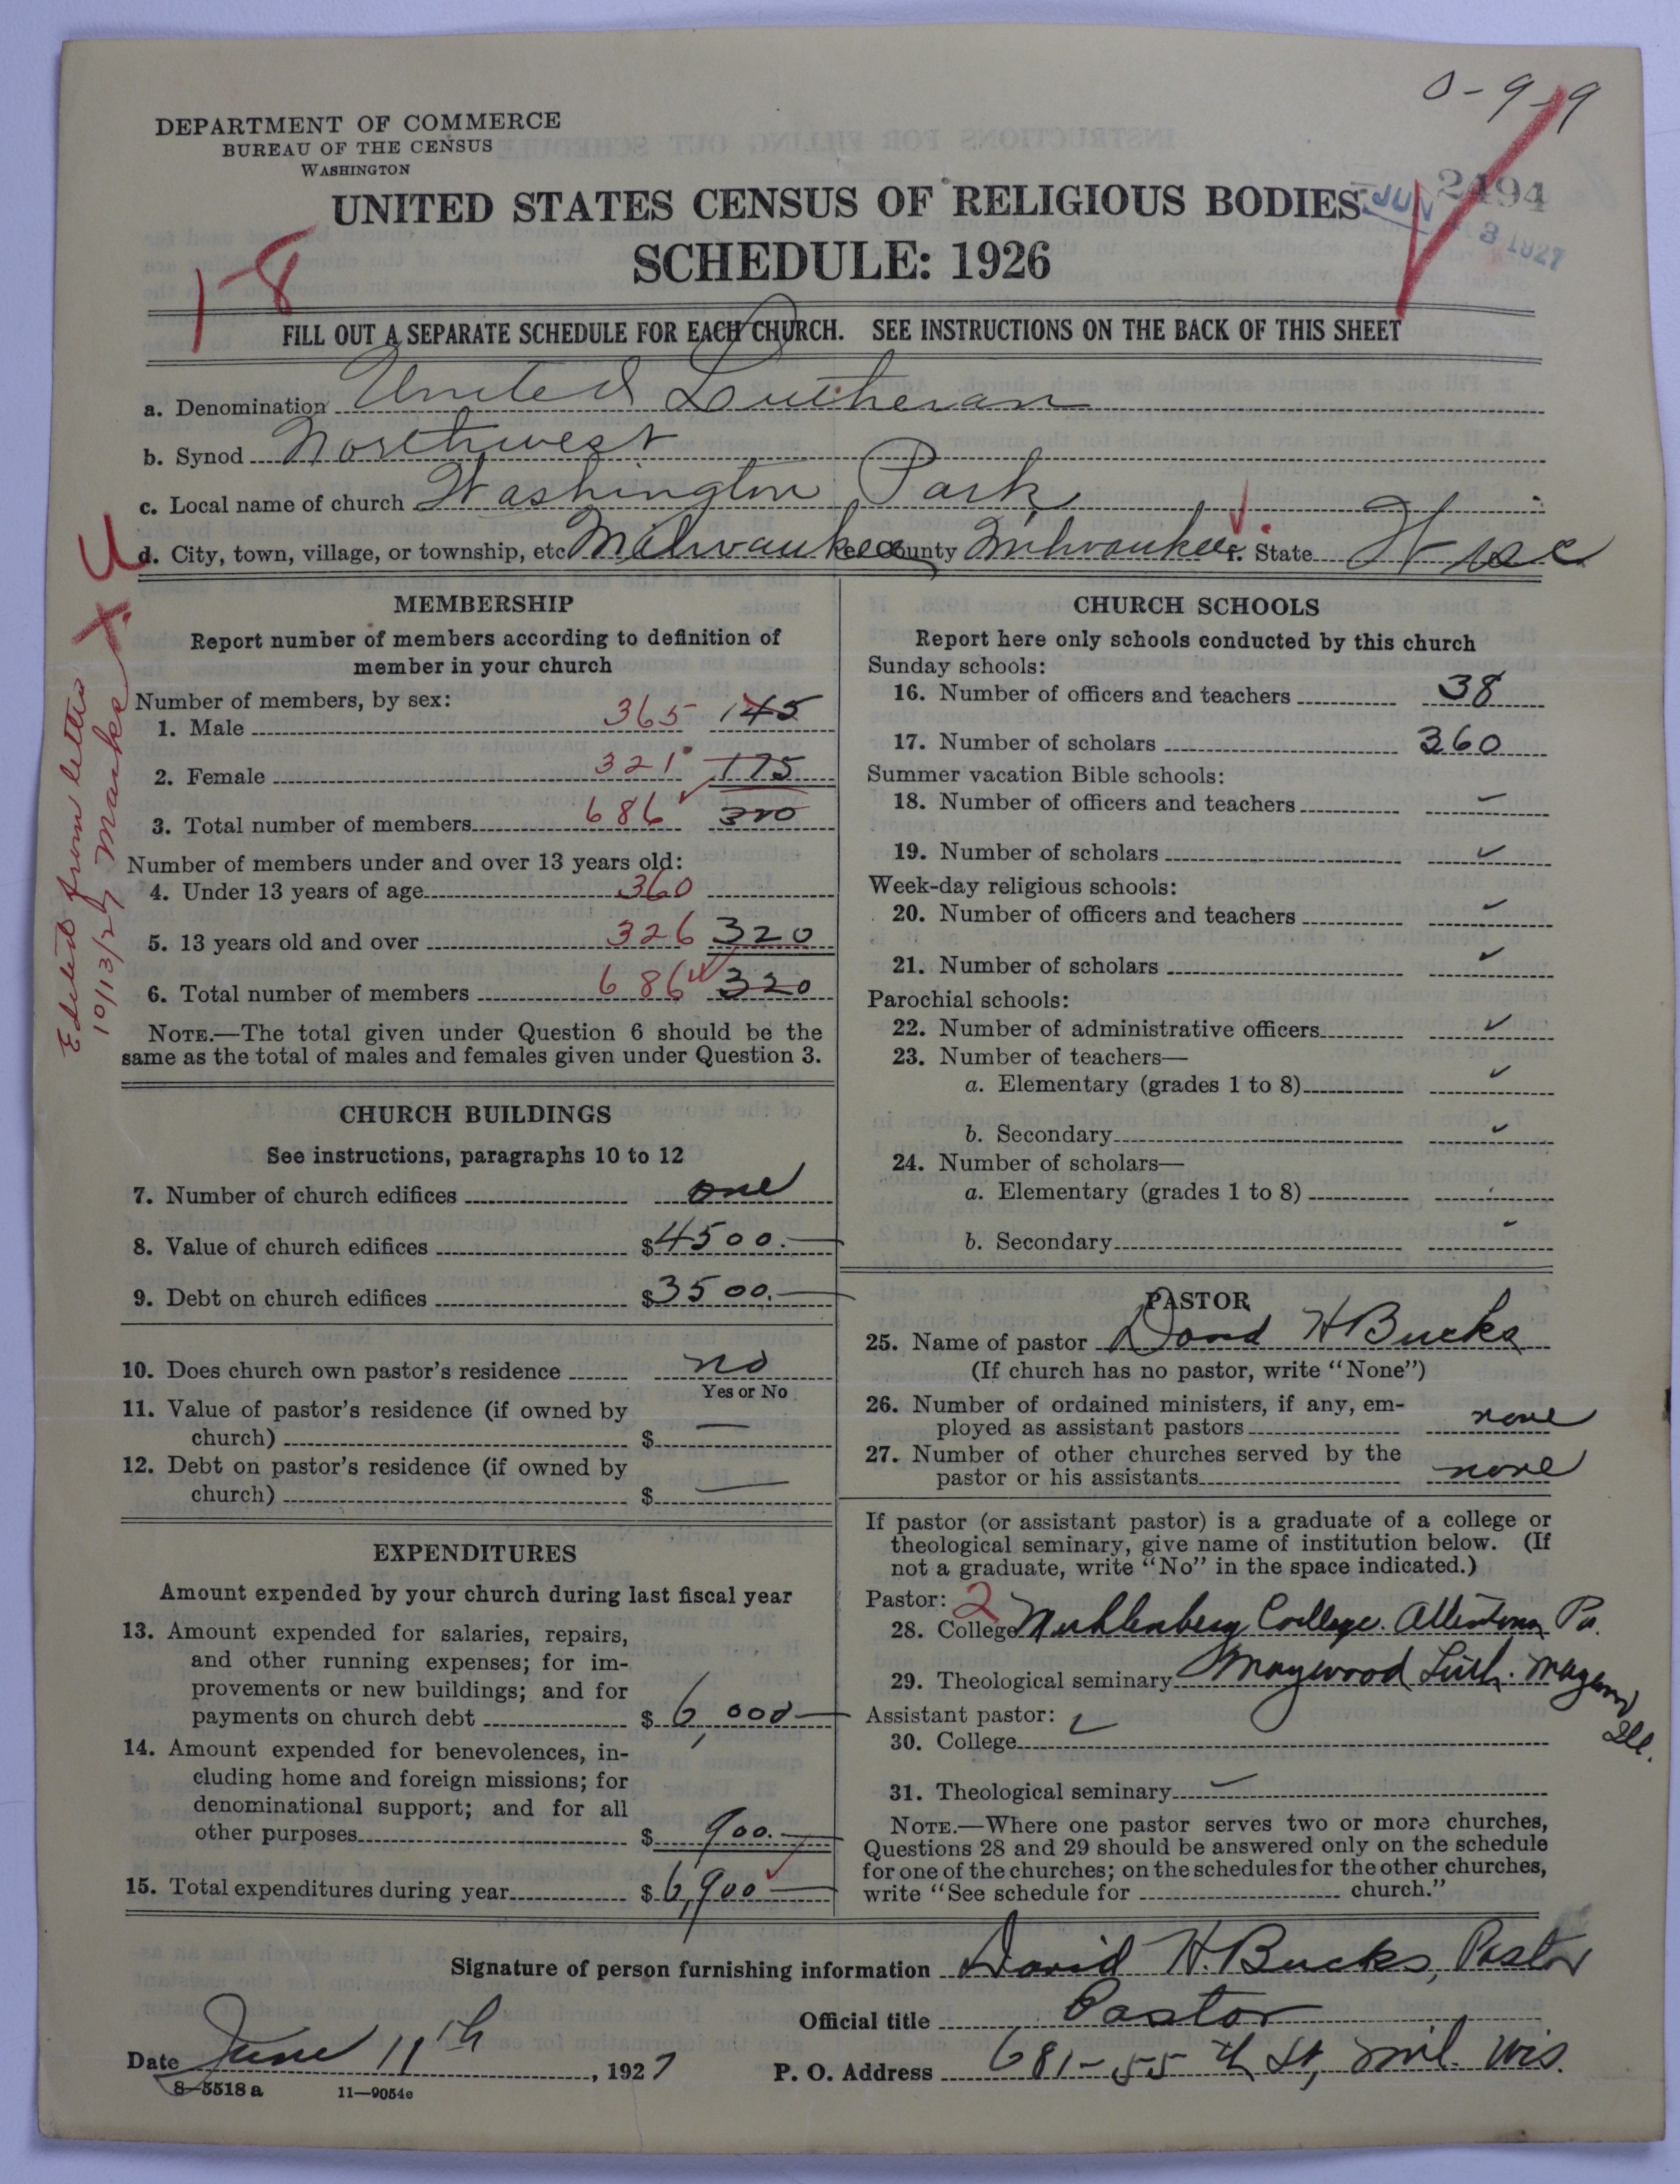 0-9-9
DEPARTMENT OF COMMERCE
BUREAU OF THE CENSUS
WASHINGTON
2494
JUN 3 1927
UNITED STATES CENSUS OF RELIGIOUS BODIES
SCHEDULE: 1926
1-8
FILL OUT A SEPARATE SCHEDULE FOR EACH CHURCH. SEE INSTRUCTIONS ON THE BACK OF THIS SHEET
a. Denomination United Lutheran
b. Synod Northwest
c. Local name of church Washington Park
d. City, town, village, or township, etc Milwaukee County Milwaukee f. State Wisc
U
X
Edited from letter
10/13/27 Marks
MEMBERSHIP
Report number of members according to definition of
member in your church
Number of members, by sex:
1. Male 365 145
2. Female 321 175
3. Total number of members 686 320
Number of members under and over 13 years old:
4. Under 13 years of age 360
5. 13 years old and over 326 320
6. Total number of members 686 320
NOTE.—The total given under Question 6 should be the
same as the total of males and females given under Question 3.
CHURCH BUILDINGS
See instructions, paragraphs 10 to 12
7. Number of church edifices one
8. Value of church edifices $4500.—
9. Debt on church edifices $3500.—
10. Does church own pastor's residence no
Yes or No
11. Value of pastor's residence (if owned by
church) $ —
12. Debt on pastor's residence (if owned by
church) $ —
EXPENDITURES
Amount expended by your church during last fiscal year
13. Amount expended for salaries, repairs,
and other running expenses; for im-
provements or new buildings; and for
payments on church debt $ 6,000—
14. Amount expended for benevolences, in-
cluding home and foreign missions; for
denominational support; and for all
other purposes $ 900.—
15. Total expenditures during year $ 6,900—
CHURCH SCHOOLS
Report here only schools conducted by this church
Sunday schools:
16. Number of officers and teachers 38
17. Number of scholars 360
Summer vacation Bible schools:
18. Number of officers and teachers –
19. Number of scholars ✓
Week-day religious schools:
20. Number of officers and teachers ✓
21. Number of scholars ✓
Parochial schools:
22. Number of administrative officers ✓
23. Number of teachers—
a. Elementary (grades 1 to 8) ✓
b. Secondary ✓
24. Number of scholars—
a. Elementary (grades 1 to 8)
b. Secondary
PASTOR
25. Name of pastor David H Bucks
(If church has no pastor, write "None")
26. Number of ordained ministers, if any, em-
ployed as assistant pastors none
27. Number of other churches served by the
pastor or his assistants none
If pastor (or assistant pastor) is a graduate of a college or
theological seminary, give name of institution below. (If
not a graduate, write "No" in the space indicated.)
Pastor: 2
28. College Muhlenberg College. Allentown Pa.
29. Theological seminary Maywood Luth. Maywood
Ill.
Assistant pastor: ✓
30. College
31. Theological seminary ✓
NOTE.—Where one pastor serves two or more churches,
Questions 28 and 29 should be answered only on the schedule
for one of the churches; on the schedules for the other churches,
write "See schedule for church."
Signature of person furnishing information David H. Bucks, Pastor
Official title Pastor
Date June 11th, 1927 P. O. Address 681-55th St, Mil. Wis.
8-5518 a 11—9054e